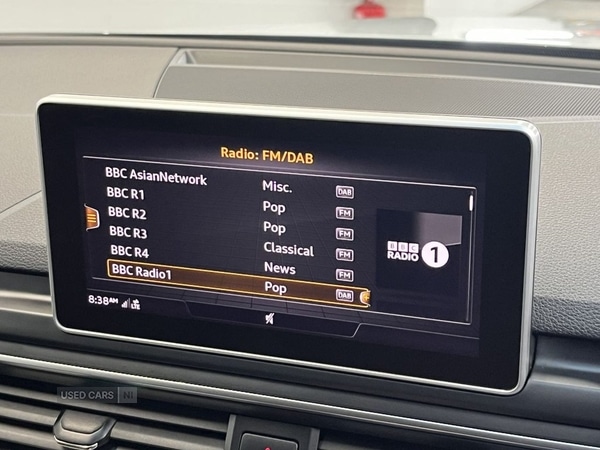 Radio: FM/DAB
BBC AsianNetwork Misc. DAB
BBC R1 Pop FM
BBC R2 Pop FM
BBC R3 Classical FM
BBC R4 News FM
BBC Radio1 Pop DAB
BBC
RADIO 1
8:38AM LTE
USED CARS NI